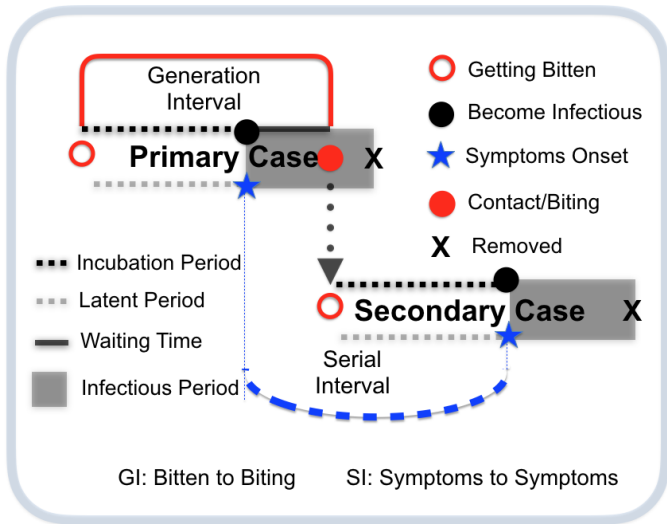 Generation
Interval
Primary Case
X
Getting Bitten
Become Infectious
Symptoms Onset
Contact/Biting
X Removed
Incubation Period
Latent Period
Waiting Time
Infectious Period
Secondary Case
X
Serial
Interval
GI: Bitten to Biting
SI: Symptoms to Symptoms